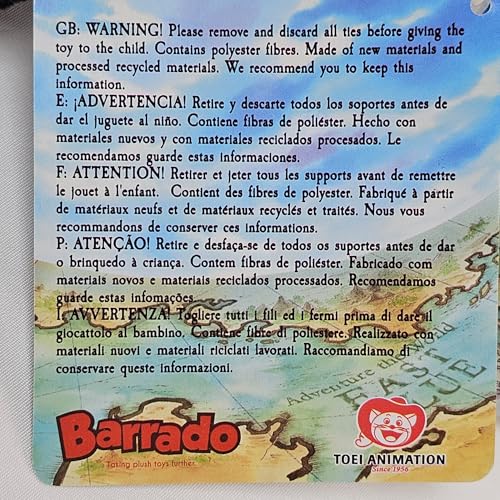 GB: WARNING! Please remove and discard all ties before giving the
toy to the child. Contains polyester fibres. Made of new materials and
processed recycled materials. We recommend you to keep this
information.
E: ¡ADVERTENCIA! Retire y descarte todos los soportes antes de
dar el juguete al niño. Contiene fibras de poliéster. Hecho con
materiales nuevos y con materiales reciclados procesados. Le
recomendamos guarde estas informaciones.
F: ATTENTION! Retirer et jeter tous les supports avant de remettre
le jouet à l'enfant. Contient des fibres de polyester. Fabriqué à partir
de matériaux neufs et de matériaux recyclés et traités. Nous vous
recommandons de conserver ces informations.
P: ATENÇÃO! Retire e desfaça-se de todos os suportes antes de dar
o brinquedo à criança. Contem fibras de poliéster. Fabricado com
materiais novos e materiais reciclados processados. Recomendamos
guarde estas infomações.
I: AVVERTENZA! Togliere tutti i fili ed i fermi prima di dare il
giocattolo al bambino. Contiene fibre di poliestere. Realizzato con
materiali nuovi e materiali riciclati lavorati. Raccomandiamo di
conservare queste informazioni.
Adventure the World
EAST
BLUE
Barrado
Taking plush toys further.
TOEI ANIMATION
Since 1956